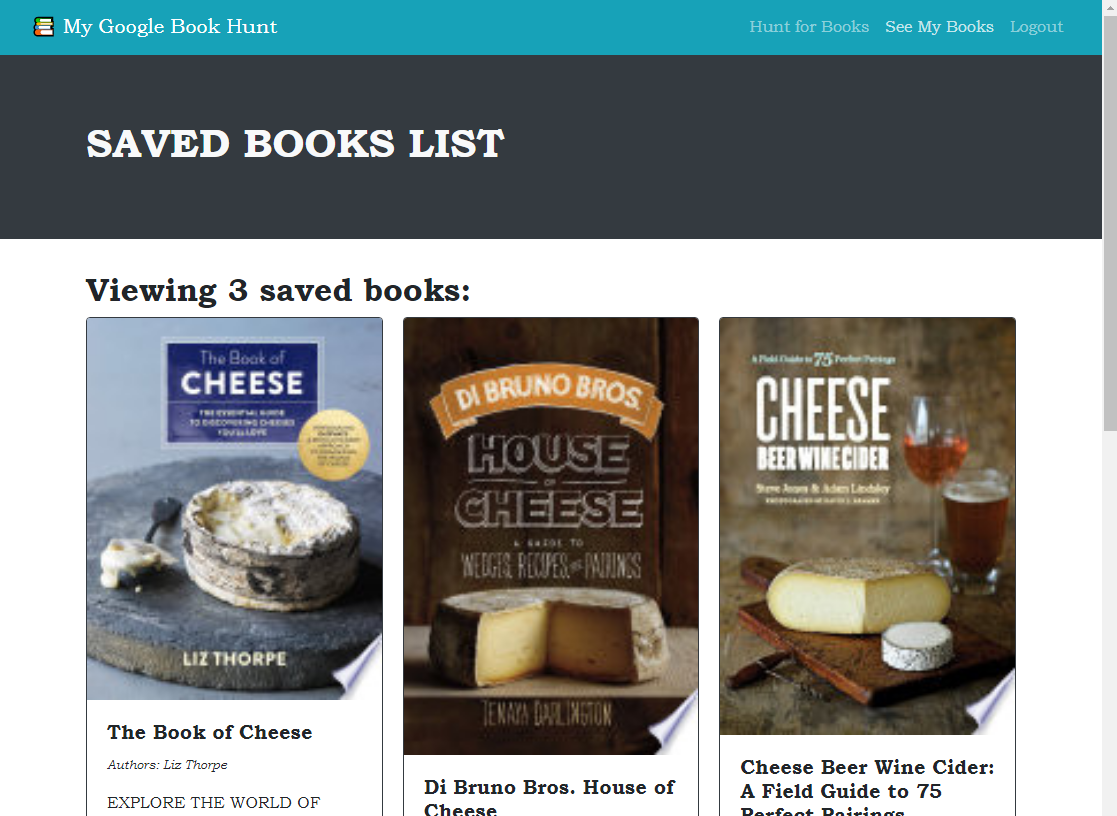 My Google Book Hunt
Hunt for Books
See My Books
Logout
SAVED BOOKS LIST
Viewing 3 saved books:
The Book of
CHEESE
THE ESSENTIAL GUIDE
TO DISCOVERING CHEESES
YOU'LL LOVE
LIZ THORPE
The Book of Cheese
Authors: Liz Thorpe
EXPLORE THE WORLD OF
DI BRUNO BROS.
HOUSE
OF
CHEESE
A GUIDE TO
WEDGES, RECIPES, AND PAIRINGS
TENAYA DARLINGTON
Di Bruno Bros. House of
Cheese
A Field Guide to 75 Perfect Pairings
CHEESE
BEER WINE CIDER
Steve Jones & Adam Lindsley
Cheese Beer Wine Cider:
A Field Guide to 75
Perfect Pairings